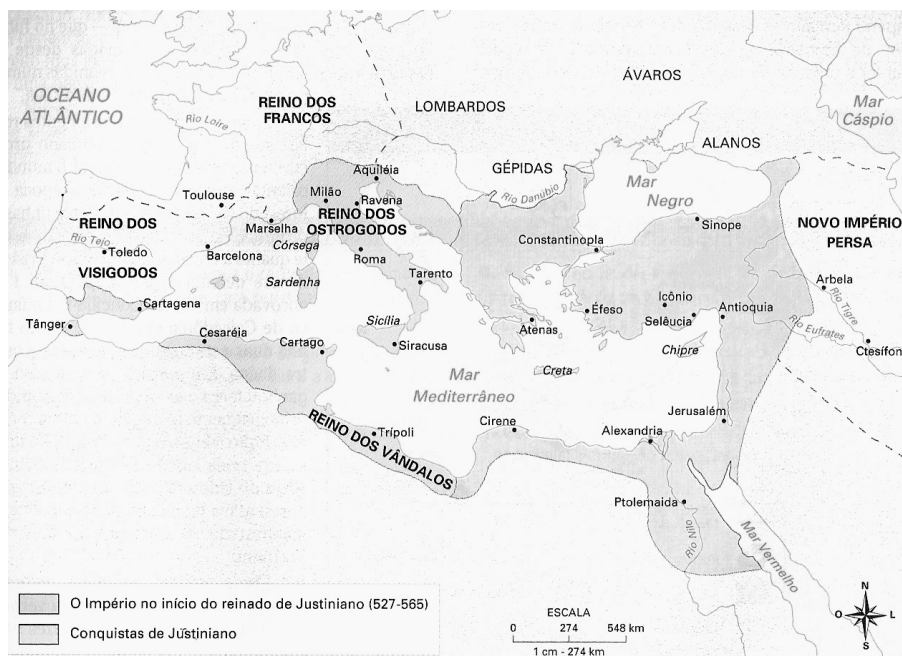 OCEANO
ATLÂNTICO
Rio Loire
REINO DOS
FRANCOS
LOMBARDOS
ÁVAROS
Mar
Cáspio
ALANOS
GÉPIDAS
Rio Danúbio
Mar
Negro
Aquiléia
Milão
Ravena
Toulouse
REINO DOS
VISIGODOS
Rio Tejo
Toledo
Marselha
REINO DOS
OSTROGODOS
Córsega
Barcelona
Roma
Constantinopla
Sinope
NOVO IMPÉRIO
PERSA
Sardenha
Tarento
Cartagena
Tânger
Cesaréia
Cartago
Sicília
Siracusa
Atenas
Éfeso
Icônio
Selêucia
Antioquia
Arbela
Rio Tigre
Rio Eufrates
Ctesífon
Chipre
Creta
Mar
Mediterrâneo
Jerusalém
Cirene
Alexandria
Trípoli
REINO DOS VÂNDALOS
Ptolemaida
Rio Nilo
Mar Vermelho
O Império no início do reinado de Justiniano (527-565)
Conquistas de Justiniano
ESCALA
0 274 548 km
1 cm - 274 km
N
O L
S